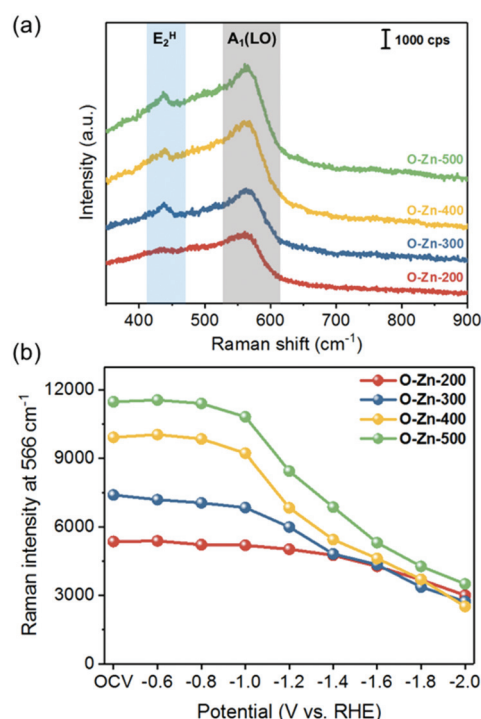 (a)
E₂ᴴ
A₁(LO)
1000 cps
Intensity (a.u.)
O-Zn-500
O-Zn-400
O-Zn-300
O-Zn-200
400 500 600 700 800 900
Raman shift (cm⁻¹)
(b)
Raman intensity at 566 cm⁻¹
12000
9000
6000
3000
0
O-Zn-200
O-Zn-300
O-Zn-400
O-Zn-500
OCV -0.6 -0.8 -1.0 -1.2 -1.4 -1.6 -1.8 -2.0
Potential (V vs. RHE)